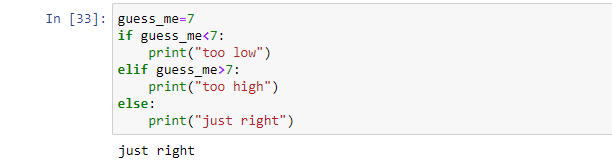 In [33]: guess_me=7
if guess_me<7:
    print("too low")
elif guess_me>7:
    print("too high")
else:
    print("just right")
just right